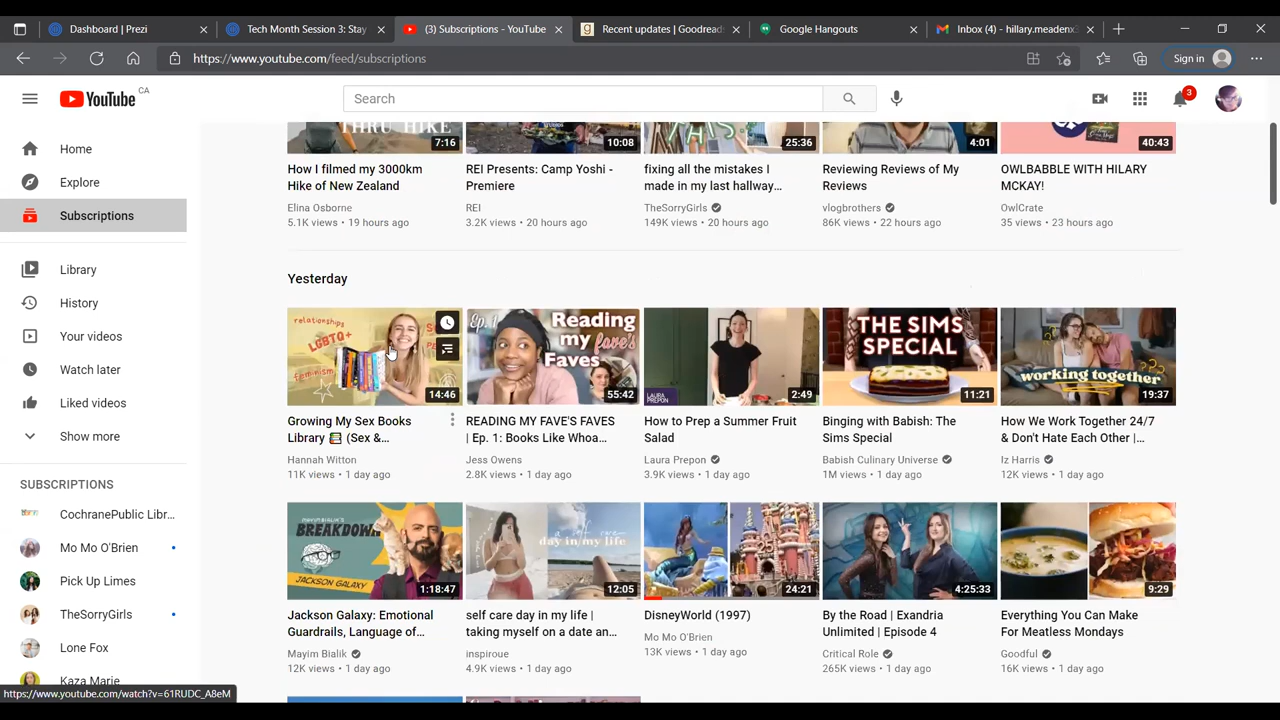 Dashboard | Prezi
Tech Month Session 3: Stay
(3) Subscriptions - YouTube
Recent updates | Goodreads
Google Hangouts
Inbox (4) - hillary.meadenx3
https://www.youtube.com/feed/subscriptions
Sign in
YouTube CA
Search
3
Home
Explore
Subscriptions
Library
History
Your videos
Watch later
Liked videos
Show more
SUBSCRIPTIONS
CochranePublic Libr...
Mo Mo O'Brien
Pick Up Limes
TheSorryGirls
Lone Fox
Kaza Marie
https://www.youtube.com/watch?v=61RUDC_A8eM
THRU HIKE
7:16
10:08
25:36
4:01
40:43
How I filmed my 3000km
Hike of New Zealand
Elina Osborne
5.1K views • 19 hours ago
REI Presents: Camp Yoshi -
Premiere
REI
3.2K views • 20 hours ago
fixing all the mistakes I
made in my last hallway...
TheSorryGirls
149K views • 20 hours ago
Reviewing Reviews of My
Reviews
vlogbrothers
86K views • 22 hours ago
OWLBABBLE WITH HILARY
MCKAY!
OwlCrate
35 views • 23 hours ago
Yesterday
relationships
LGBTQ+
feminism
14:46
Ep. 1
Reading
my fave's
Faves
55:42
LAURA
PREPON
2:49
THE SIMS
SPECIAL
11:21
working together
19:37
Growing My Sex Books
Library 📚 (Sex &...
Hannah Witton
11K views • 1 day ago
READING MY FAVE'S FAVES
| Ep. 1: Books Like Whoa...
Jess Owens
2.8K views • 1 day ago
How to Prep a Summer Fruit
Salad
Laura Prepon
3.9K views • 1 day ago
Binging with Babish: The
Sims Special
Babish Culinary Universe
1M views • 1 day ago
How We Work Together 24/7
& Don't Hate Each Other |...
Iz Harris
12K views • 1 day ago
MAYIM BIALIK'S
BREAKDOWN
JACKSON GALAXY
1:18:47
a self care
day in my life
12:05
25
24:21
4:25:33
9:29
Jackson Galaxy: Emotional
Guardrails, Language of...
Mayim Bialik
12K views • 1 day ago
self care day in my life |
taking myself on a date an...
inspiroue
4.9K views • 1 day ago
DisneyWorld (1997)
Mo Mo O'Brien
13K views • 1 day ago
By the Road | Exandria
Unlimited | Episode 4
Critical Role
265K views • 1 day ago
Everything You Can Make
For Meatless Mondays
Goodful
16K views • 1 day ago